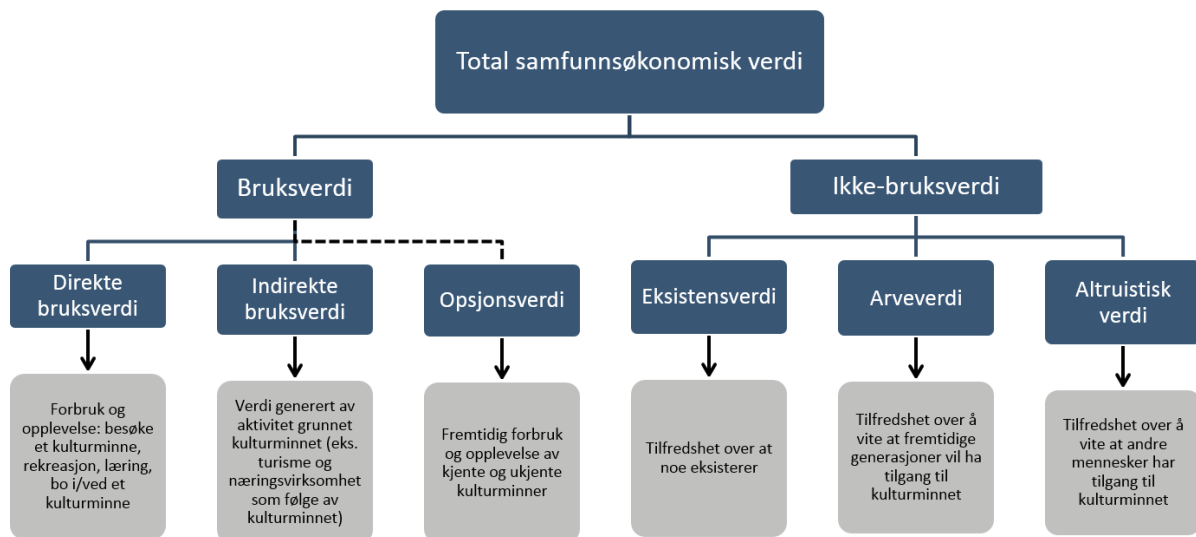 Total samfunnsøkonomisk verdi
Bruksverdi
Ikke-bruksverdi
Direkte
bruksverdi
Indirekte
bruksverdi
Opsjonsverdi
Eksistensverdi
Arveverdi
Altruistisk
verdi
Forbruk og
opplevelse: besøke
et kulturminne,
rekreasjon, læring,
bo i/ved et
kulturminne
Verdi generert av
aktivitet grunnet
kulturminnet (eks.
turisme og
næringsvirksomhet
som følge av
kulturminnet)
Fremtidig forbruk
og opplevelse av
kjente og ukjente
kulturminner
Tilfredshet over at
noe eksisterer
Tilfredshet over å
vite at fremtidige
generasjoner vil ha
tilgang til
kulturminnet
Tilfredshet over å
vite at andre
mennesker har
tilgang til
kulturminnet